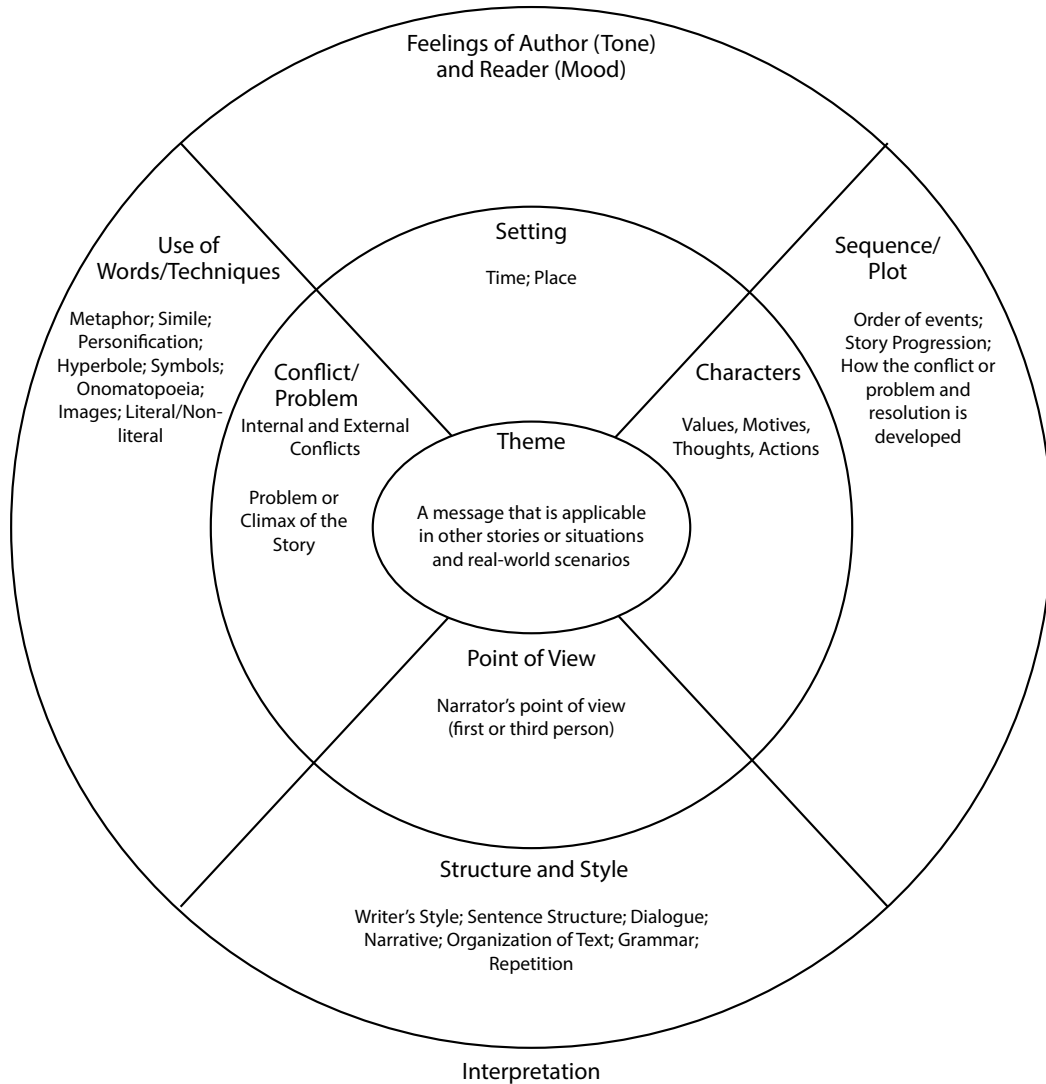 Feelings of Author (Tone)
and Reader (Mood)
Use of
Words/Techniques
Metaphor; Simile;
Personification;
Hyperbole; Symbols;
Onomatopoeia;
Images; Literal/Non-
literal
Setting
Time; Place
Sequence/
Plot
Order of events;
Story Progression;
How the conflict or
problem and
resolution is
developed
Conflict/
Problem
Internal and External
Conflicts
Problem or
Climax of the
Story
Characters
Values, Motives,
Thoughts, Actions
Theme
A message that is applicable
in other stories or situations
and real-world scenarios
Point of View
Narrator’s point of view
(first or third person)
Structure and Style
Writer’s Style; Sentence Structure; Dialogue;
Narrative; Organization of Text; Grammar;
Repetition
Interpretation